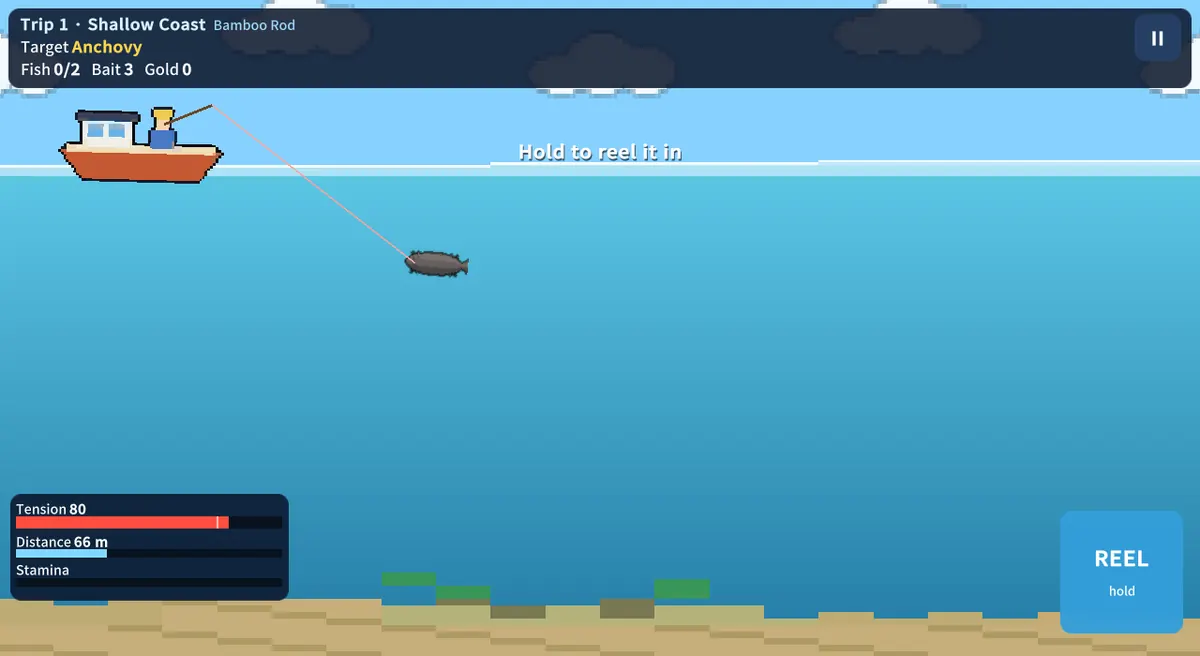 Trip 1 · Shallow Coast Bamboo Rod
Target Anchovy
Fish 0/2 Bait 3 Gold 0
Hold to reel it in
Tension 80
Distance 66 m
Stamina
REEL
hold